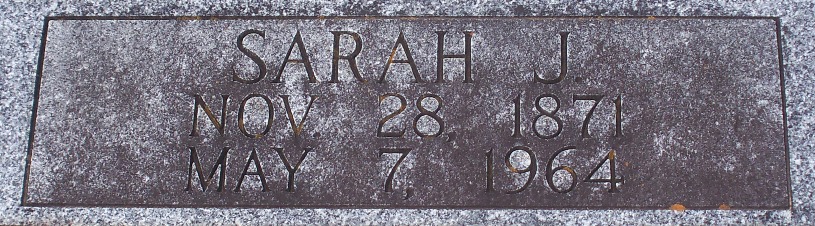 SARAH J.
NOV. 28, 1871
MAY 7, 1964